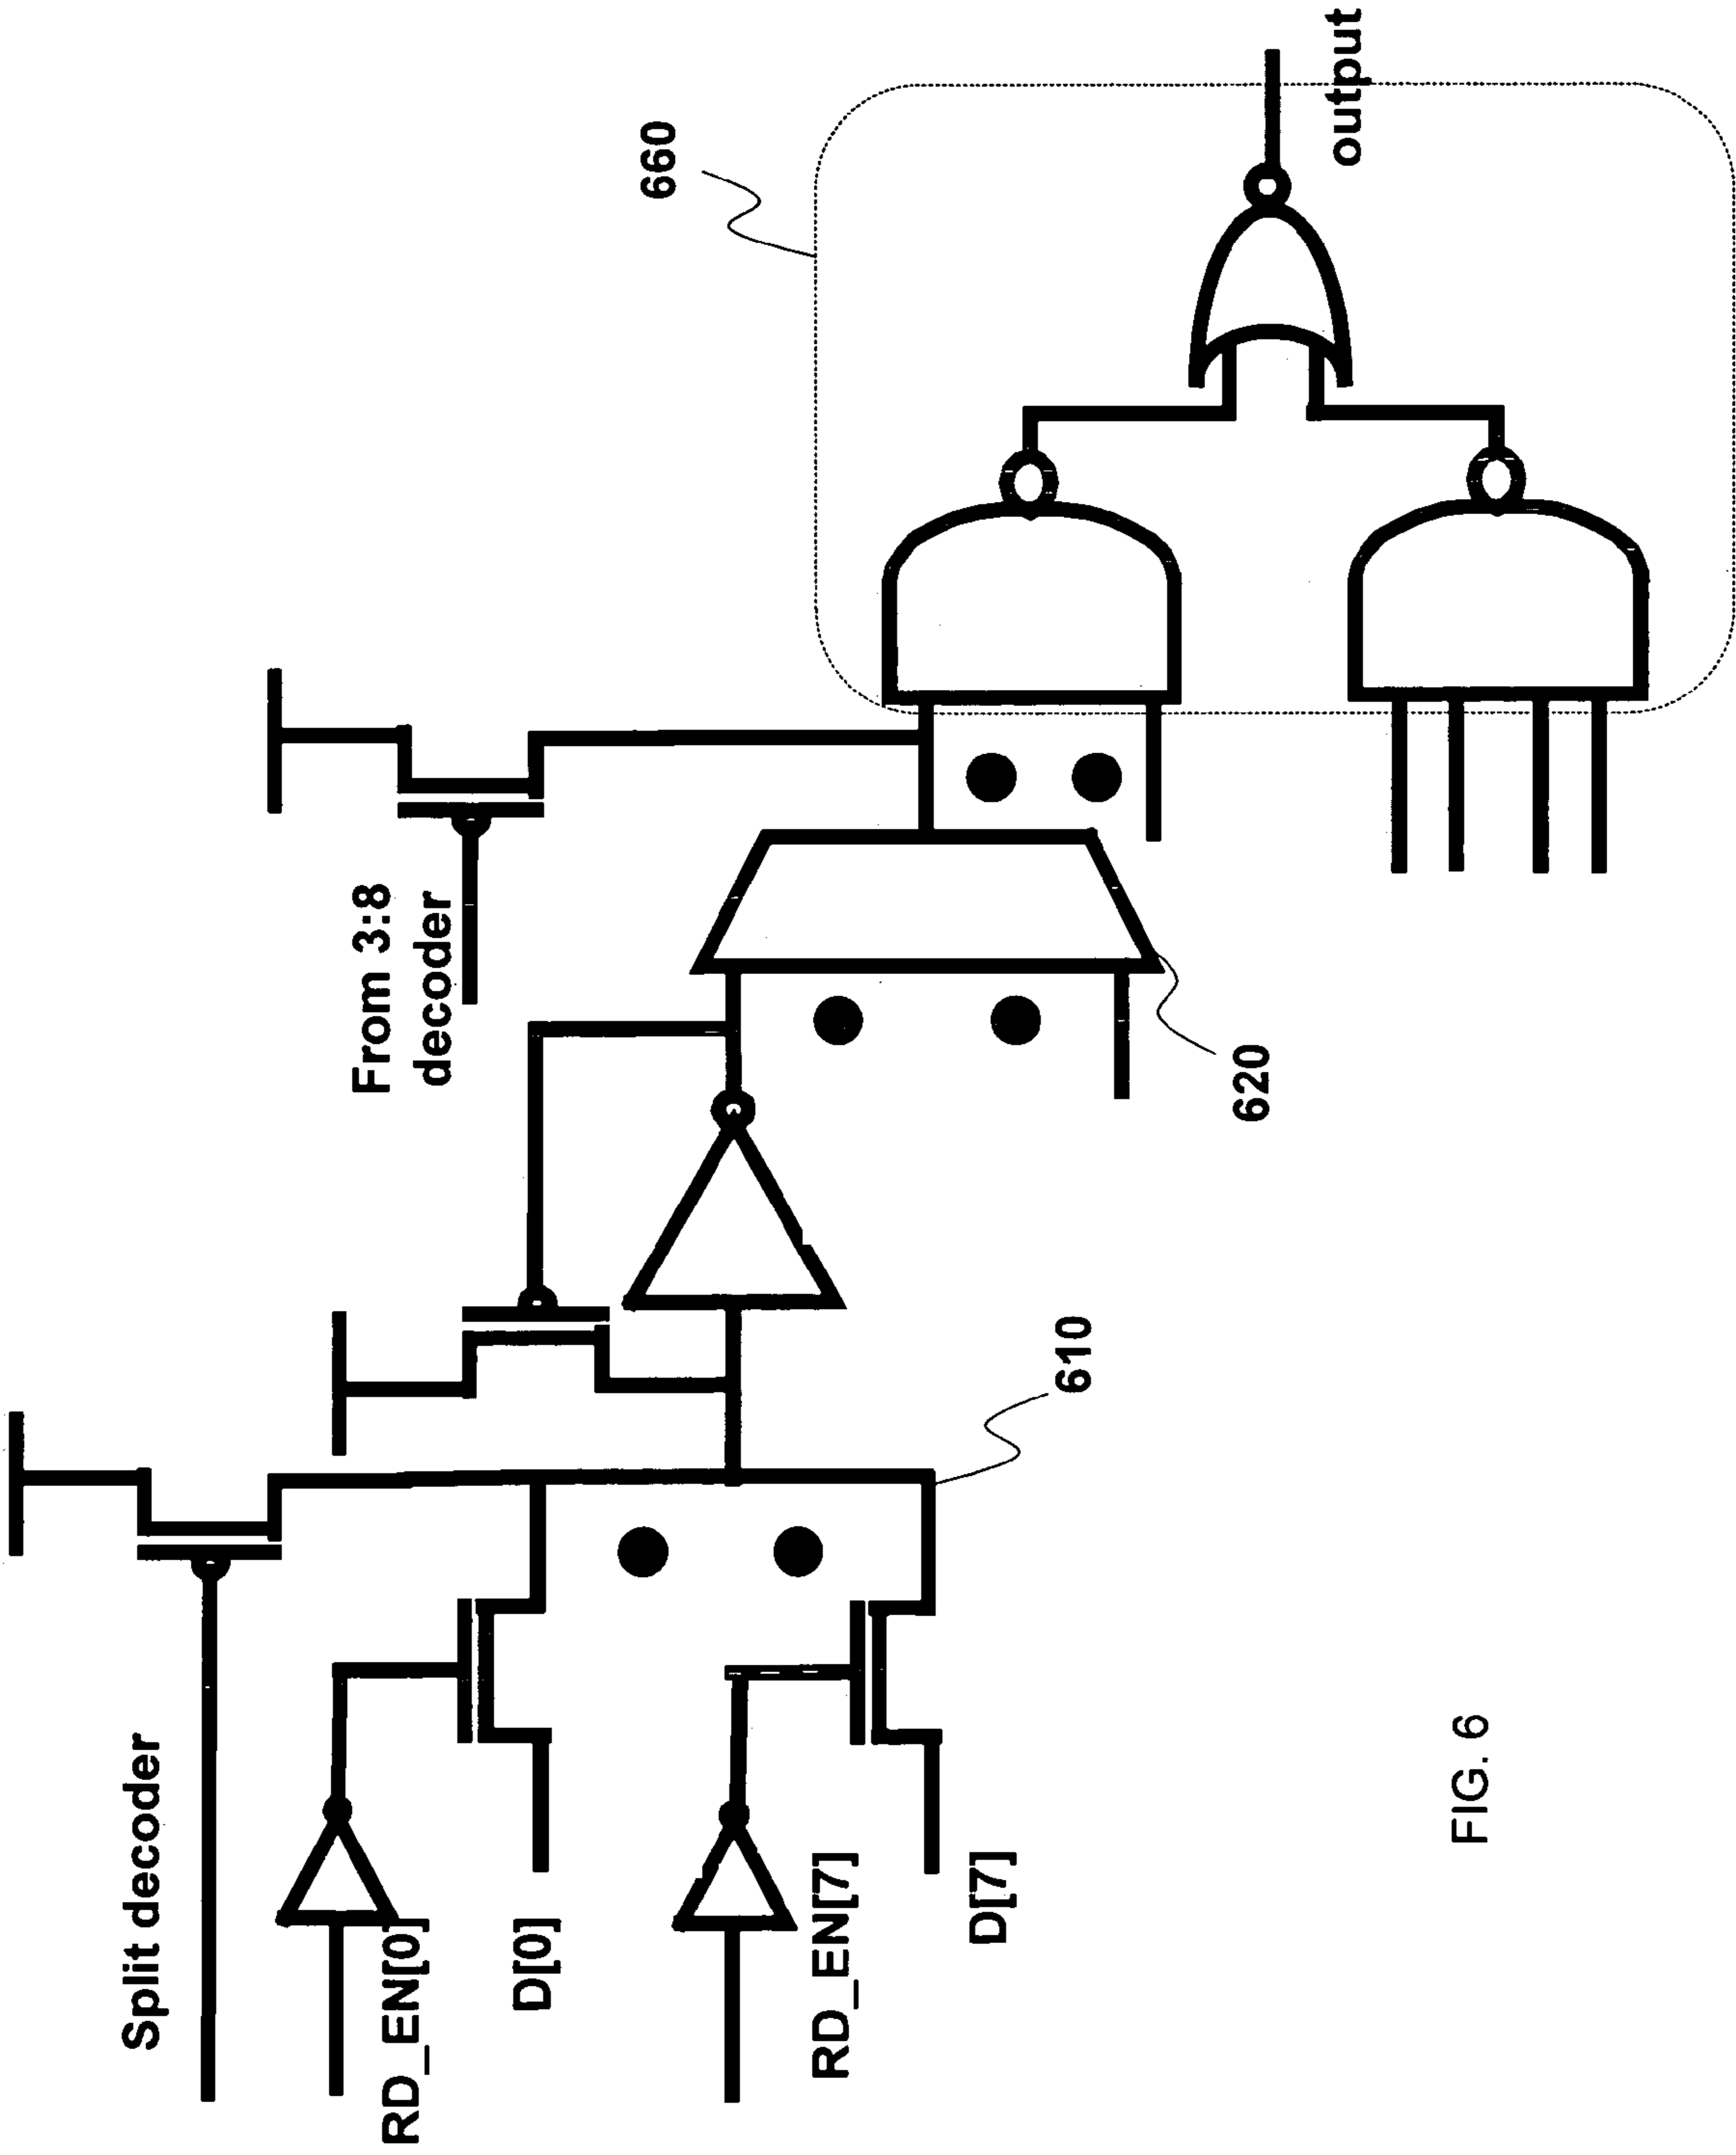 Split decoder
RD_EN[0]
D[0]
RD_EN[7]
D[7]
610
From 3:8
decoder
620
660
output
FIG. 6